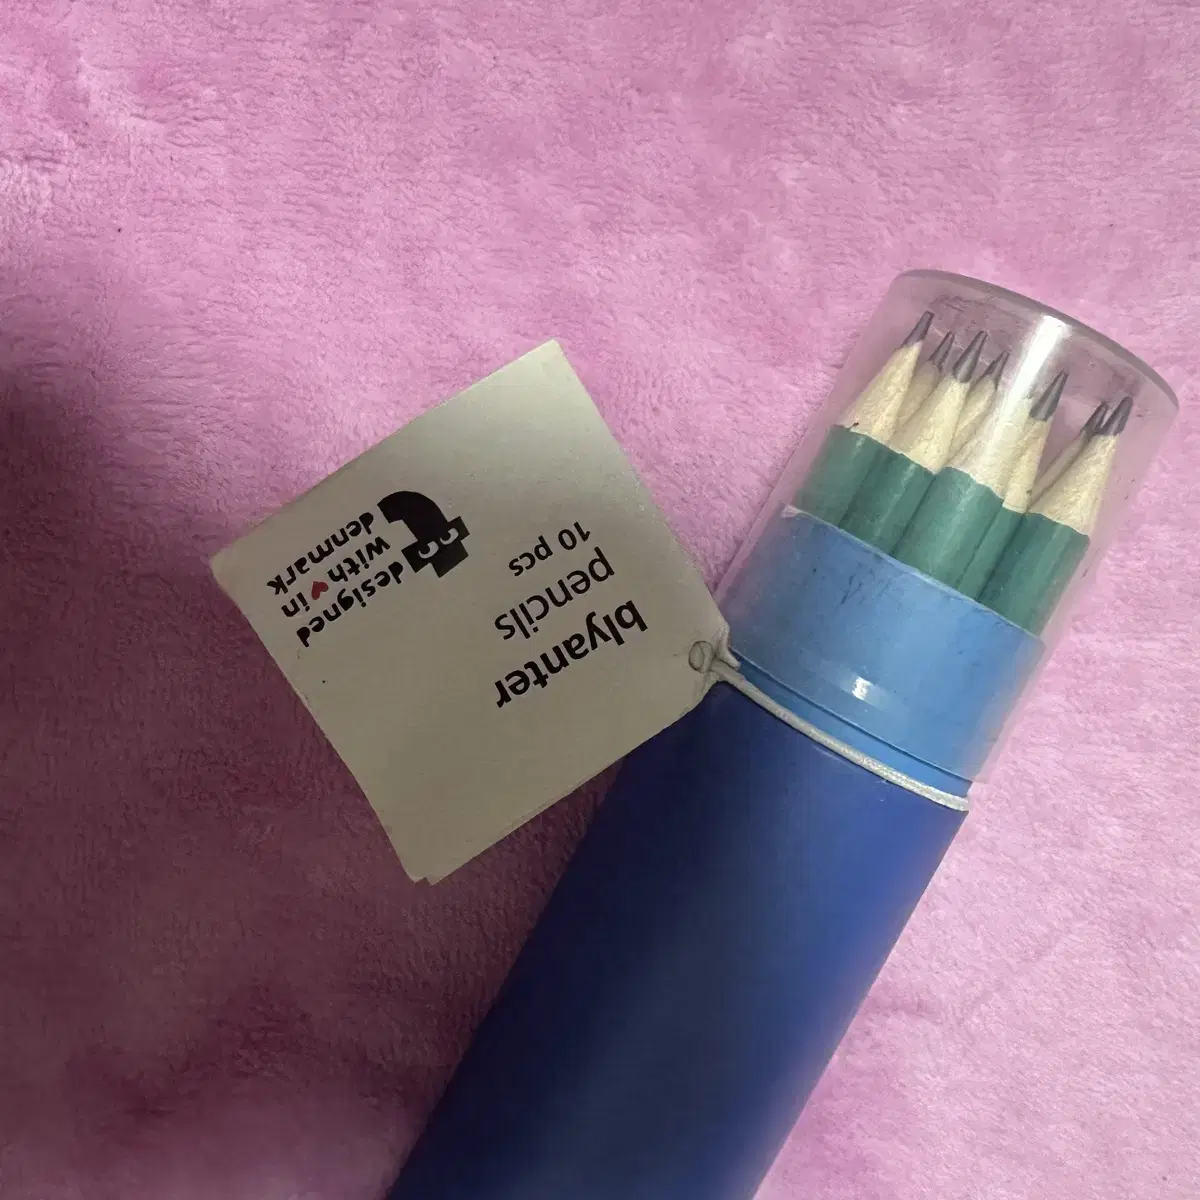 blyanter
pencils
10 pcs
designed
with ♥ in
denmark